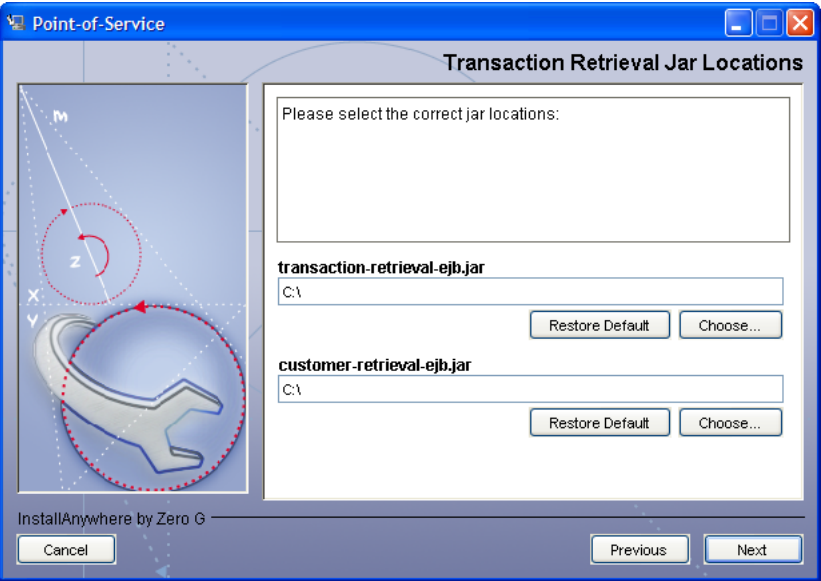 Point-of-Service
Transaction Retrieval Jar Locations
M
Z
X
Y
Please select the correct jar locations:
transaction-retrieval-ejb.jar
C:\
Restore Default Choose...
customer-retrieval-ejb.jar
C:\
Restore Default Choose...
InstallAnywhere by Zero G
Cancel Previous Next